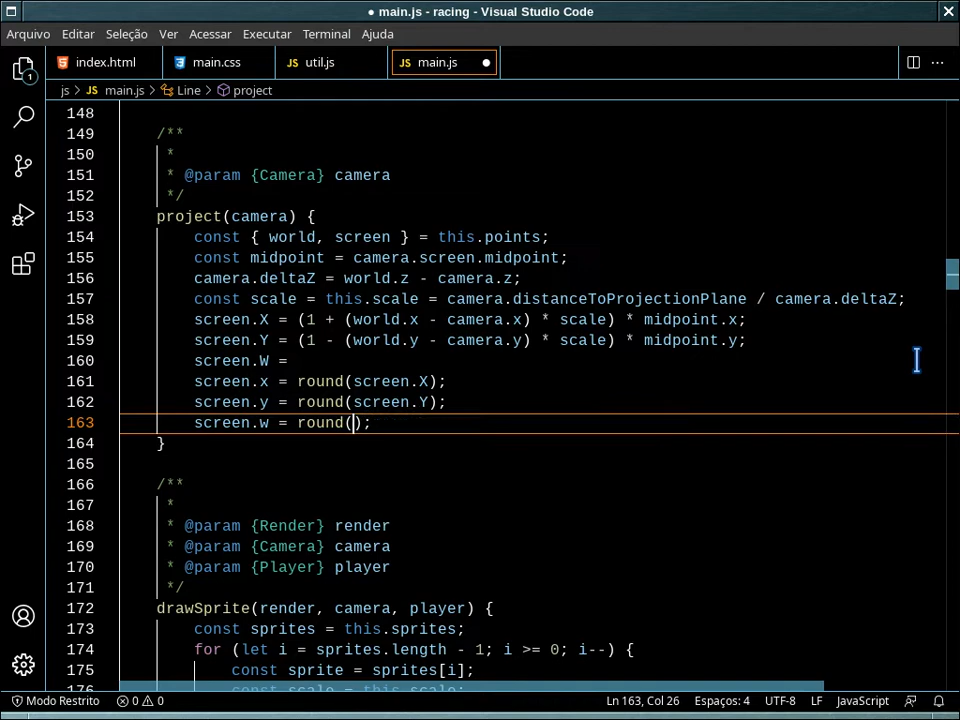 ● main.js - racing - Visual Studio Code
Arquivo Editar Seleção Ver Acessar Executar Terminal Ajuda
index.html main.css JS util.js JS main.js
js > JS main.js > Line > project
148
149 /**
150 *
151 * @param {Camera} camera
152 */
153 project(camera) {
154 const { world, screen } = this.points;
155 const midpoint = camera.screen.midpoint;
156 camera.deltaZ = world.z - camera.z;
157 const scale = this.scale = camera.distanceToProjectionPlane / camera.deltaZ;
158 screen.X = (1 + (world.x - camera.x) * scale) * midpoint.x;
159 screen.Y = (1 - (world.y - camera.y) * scale) * midpoint.y;
160 screen.W =
161 screen.x = round(screen.X);
162 screen.y = round(screen.Y);
163 screen.w = round();
164 }
165
166 /**
167 *
168 * @param {Render} render
169 * @param {Camera} camera
170 * @param {Player} player
171 */
172 drawSprite(render, camera, player) {
173 const sprites = this.sprites;
174 for (let i = sprites.length - 1; i >= 0; i--) {
175 const sprite = sprites[i];
176 const scale = this.scale;
Modo Restrito 0 0 Ln 163, Col 26 Espaços: 4 UTF-8 LF JavaScript